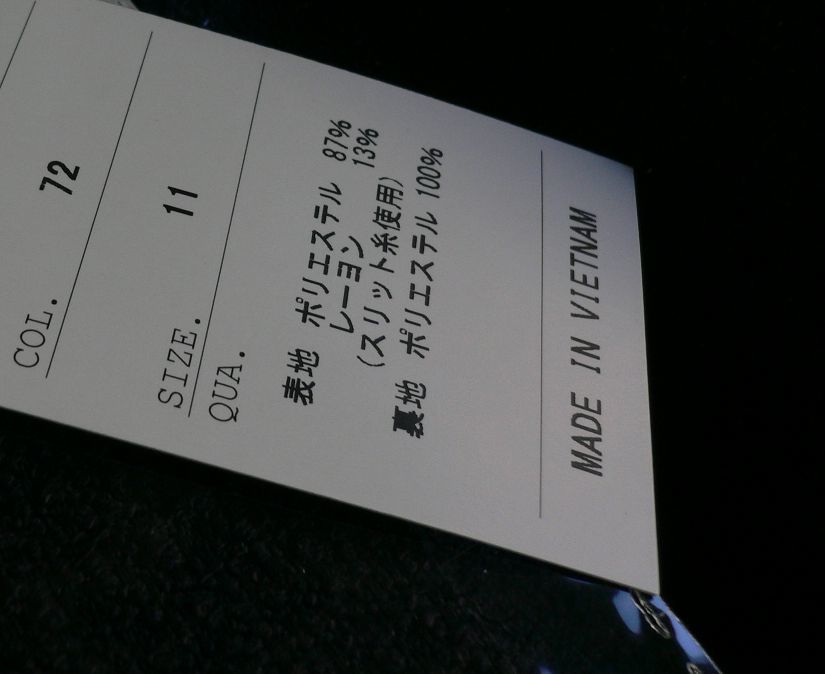 COL. 72
SIZE. 11
QUA.
表地 ポリエステル 87%
レーヨン 13%
(スリット糸使用)
裏地 ポリエステル 100%
MADE IN VIETNAM